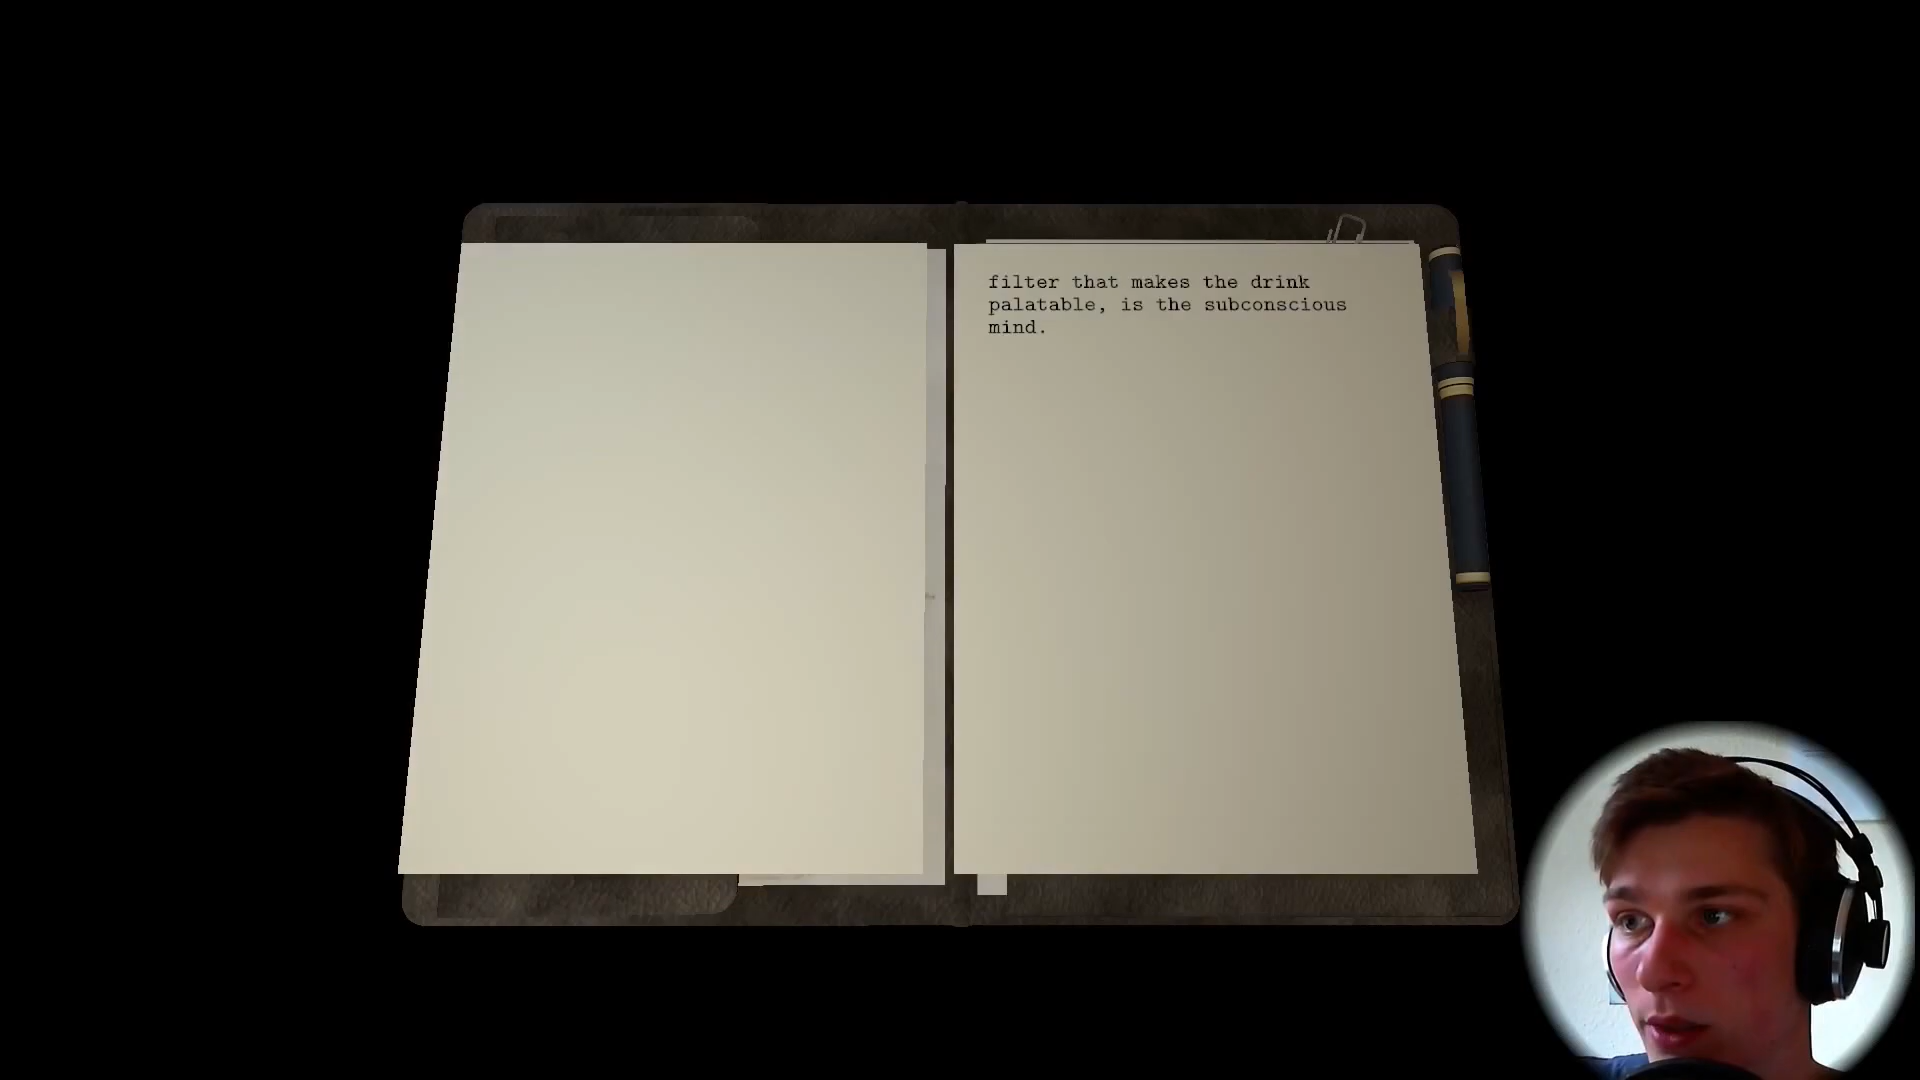 filter that makes the drink
palatable, is the subconscious
mind.